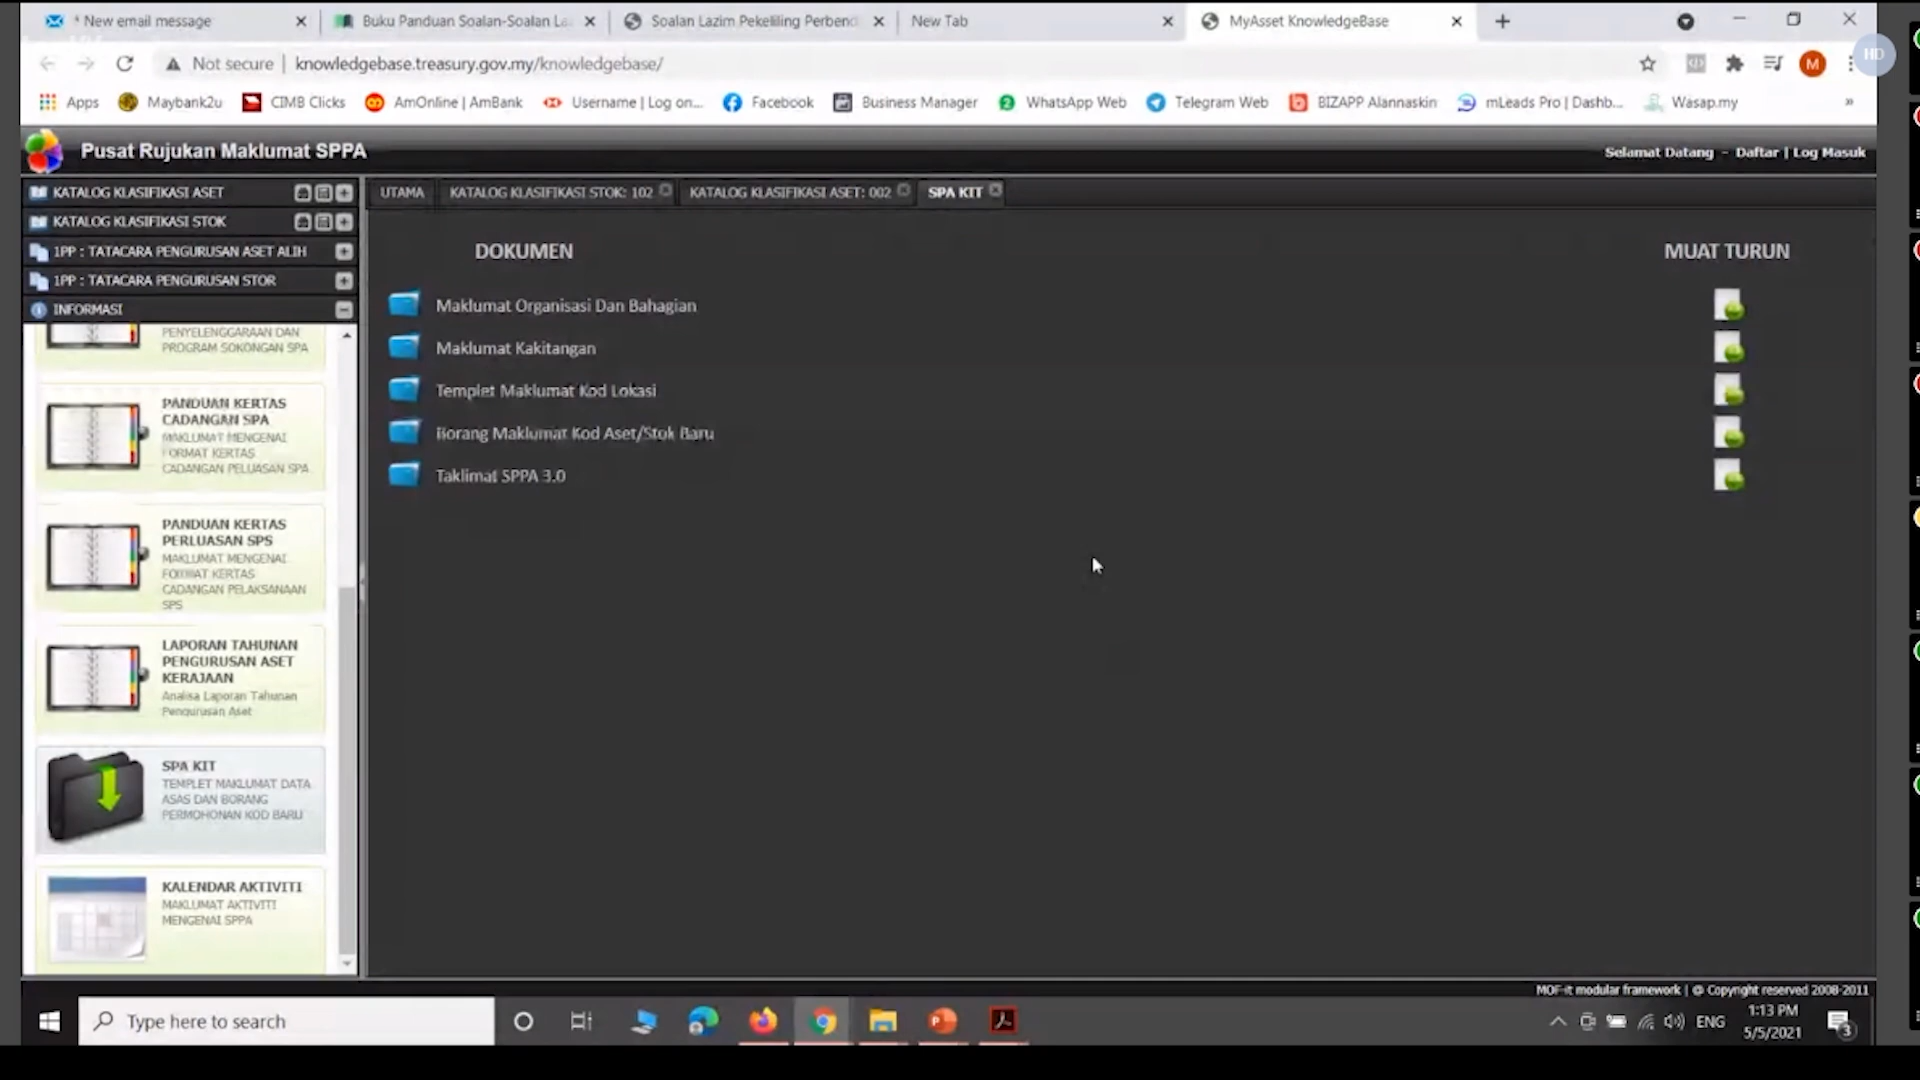 * New email message
Buku Panduan Soalan-Soalan La
Soalan Lazim Pekeliling Perbend
New Tab
MyAsset KnowledgeBase
HD
Not secure | knowledgebase.treasury.gov.my/knowledgebase/
M
Apps
Maybank2u
CIMB Clicks
AmOnline | AmBank
Username | Log on...
Facebook
Business Manager
WhatsApp Web
Telegram Web
BIZAPP Alannaskin
mLeads Pro | Dashb...
Wasap.my
»
Pusat Rujukan Maklumat SPPA
Selamat Datang - Daftar | Log Masuk
KATALOG KLASIFIKASI ASET
KATALOG KLASIFIKASI STOK
1PP : TATACARA PENGURUSAN ASET ALIH
1PP : TATACARA PENGURUSAN STOR
INFORMASI
PENYELENGGARAAN DAN
PROGRAM SOKONGAN SPA
PANDUAN KERTAS
CADANGAN SPA
MAKLUMAT MENGENAI
FORMAT KERTAS
CADANGAN PELUASAN SPA
PANDUAN KERTAS
PERLUASAN SPS
MAKLUMAT MENGENAI
FORMAT KERTAS
CADANGAN PELAKSANAAN
SPS
LAPORAN TAHUNAN
PENGURUSAN ASET
KERAJAAN
Analisa Laporan Tahunan
Pengurusan Aset
SPA KIT
TEMPLET MAKLUMAT DATA
ASAS DAN BORANG
PERMOHONAN KOD BARU
KALENDAR AKTIVITI
MAKLUMAT AKTIVITI
MENGENAI SPPA
UTAMA
KATALOG KLASIFIKASI STOK: 102
KATALOG KLASIFIKASI ASET: 002
SPA KIT
DOKUMEN
MUAT TURUN
Maklumat Organisasi Dan Bahagian
Maklumat Kakitangan
Templet Maklumat Kod Lokasi
Borang Maklumat Kod Aset/Stok Baru
Taklimat SPPA 3.0
MOF-it modular framework | @ Copyright reserved 2008-2011
Type here to search
ENG
1:13 PM
5/5/2021
3